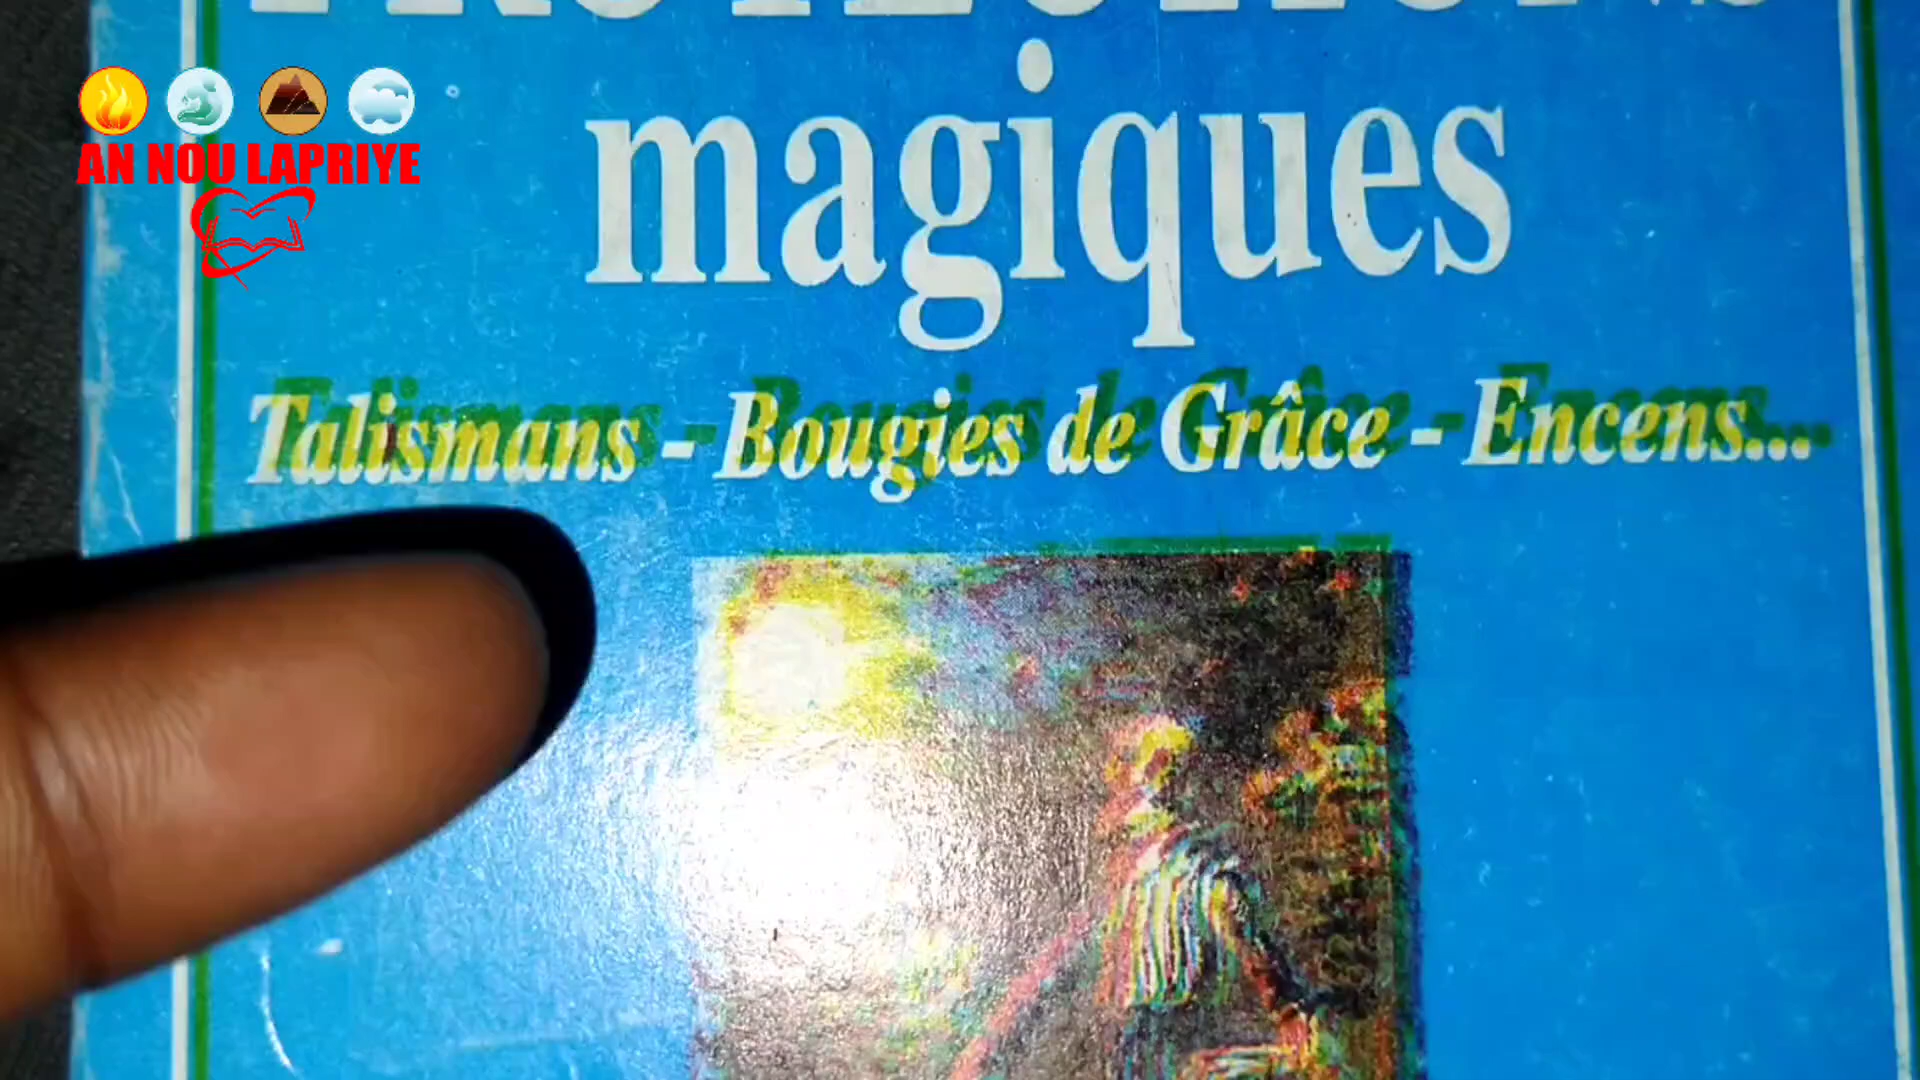 magiques
AN NOU LAPRIYE
Talismans - Bougies de Grâce - Encens...